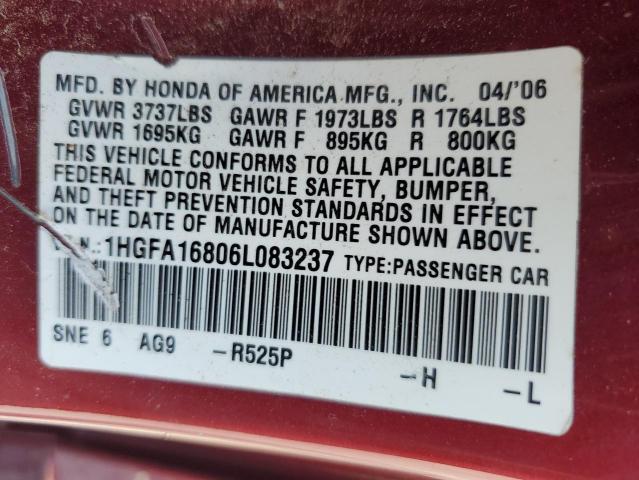 MFD. BY HONDA OF AMERICA MFG., INC. 04/'06
GVWR 3737LBS GAWR F 1973LBS R 1764LBS
GVWR 1695KG GAWR F 895KG R 800KG
THIS VEHICLE CONFORMS TO ALL APPLICABLE
FEDERAL MOTOR VEHICLE SAFETY, BUMPER,
AND THEFT PREVENTION STANDARDS IN EFFECT
ON THE DATE OF MANUFACTURE SHOWN ABOVE.
N.:1HGFA16806L083237 TYPE:PASSENGER CAR
SNE 6 AG9 -R525P -H -L